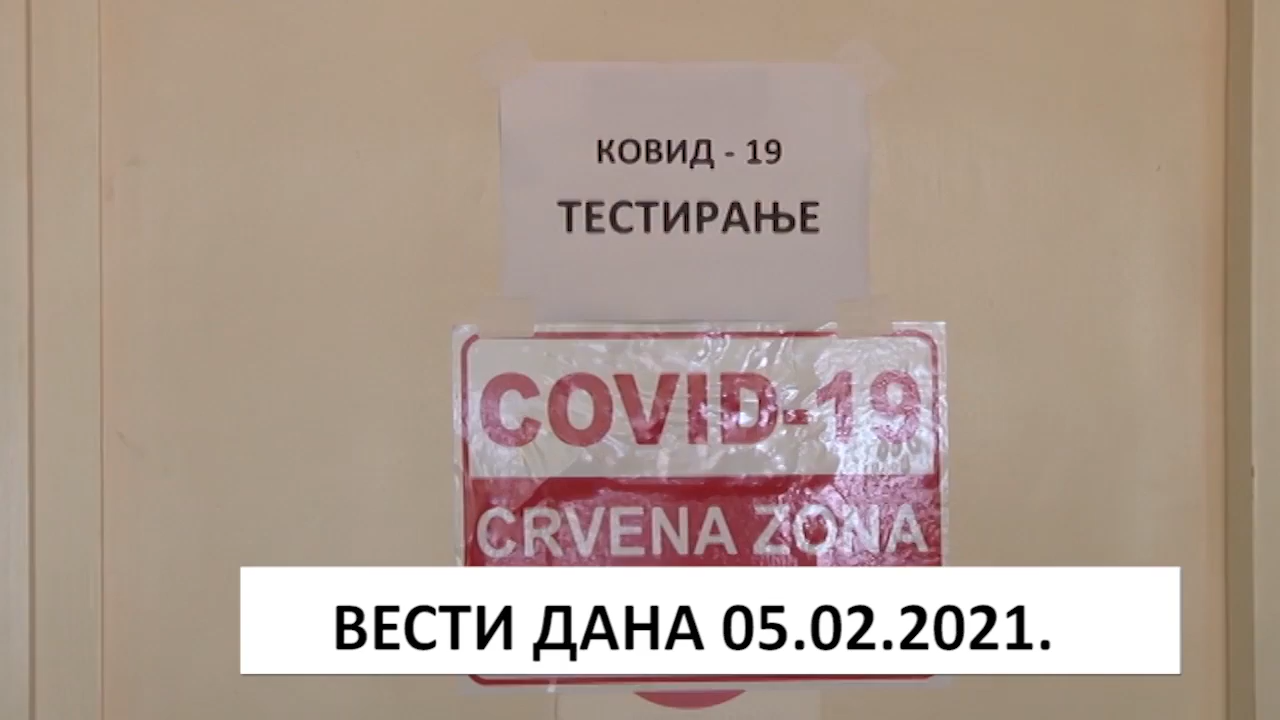 КОВИД - 19
ТЕСТИРАЊЕ
COVID-19
CRVENA ZONA
ВЕСТИ ДАНА 05.02.2021.